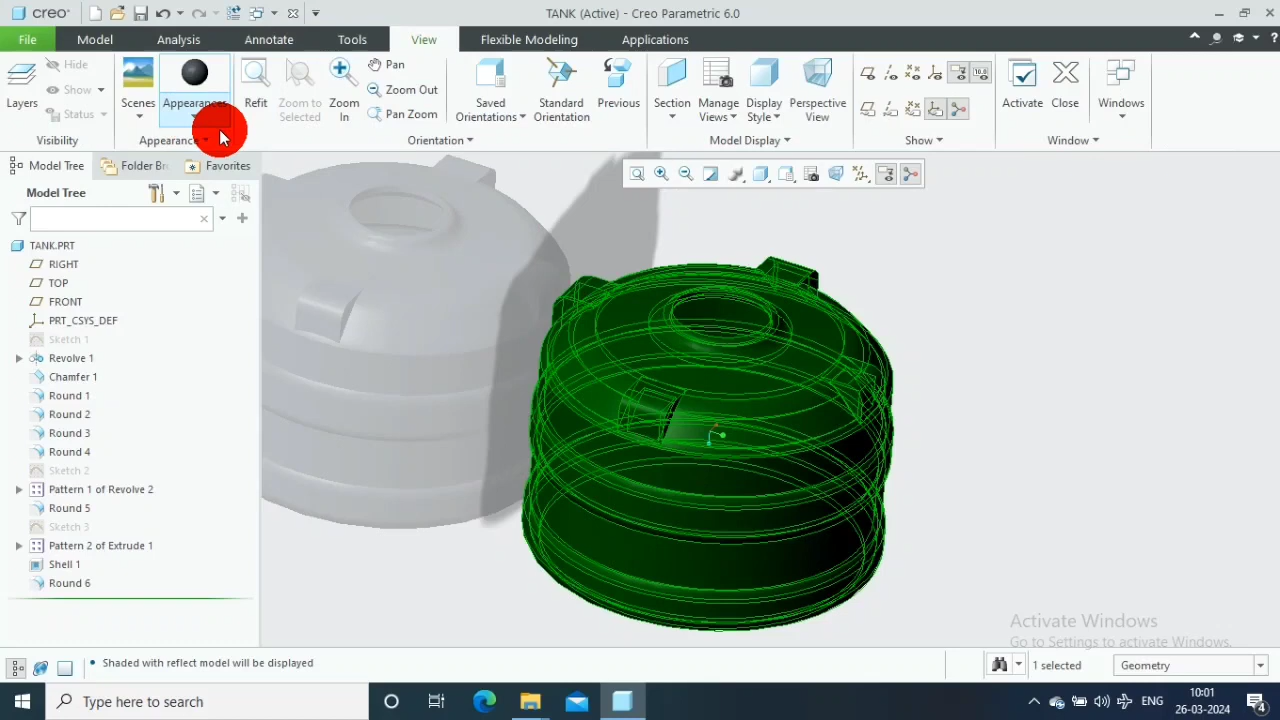 creo
TANK (Active) - Creo Parametric 6.0
File
Model
Analysis
Annotate
Tools
View
Flexible Modeling
Applications
Layers
Hide
Show
Status
Visibility
Scenes
Appearances
Appearance
Refit
Zoom to
Selected
Zoom
In
Pan
Zoom Out
Pan Zoom
Saved
Orientations
Standard
Orientation
Previous
Orientation
Section
Manage
Views
Display
Style
Perspective
View
Model Display
Show
Activate
Close
Windows
Window
Model Tree
Folder Br
Favorites
Model Tree
TANK.PRT
RIGHT
TOP
FRONT
PRT_CSYS_DEF
Sketch 1
Revolve 1
Chamfer 1
Round 1
Round 2
Round 3
Round 4
Sketch 2
Pattern 1 of Revolve 2
Round 5
Sketch 3
Pattern 2 of Extrude 1
Shell 1
Round 6
Activate Windows
Go to Settings to activate Windows.
Shaded with reflect model will be displayed
1 selected
Geometry
Type here to search
ENG
10:01
26-03-2024
4